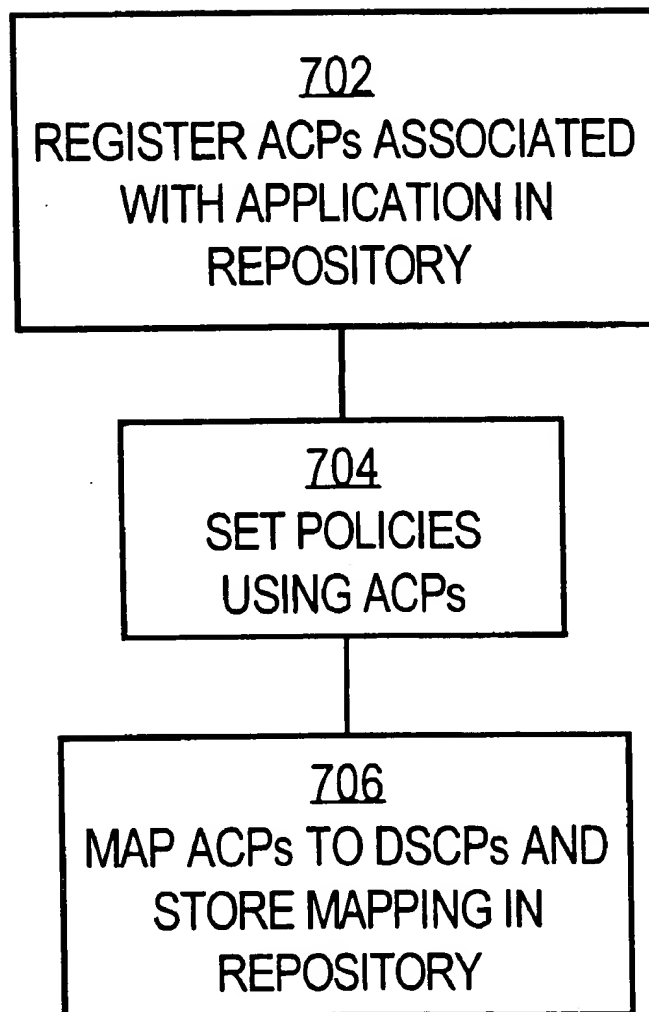 702
REGISTER ACPs ASSOCIATED
WITH APPLICATION IN
REPOSITORY
704
SET POLICIES
USING ACPs
706
MAP ACPs TO DSCPs AND
STORE MAPPING IN
REPOSITORY